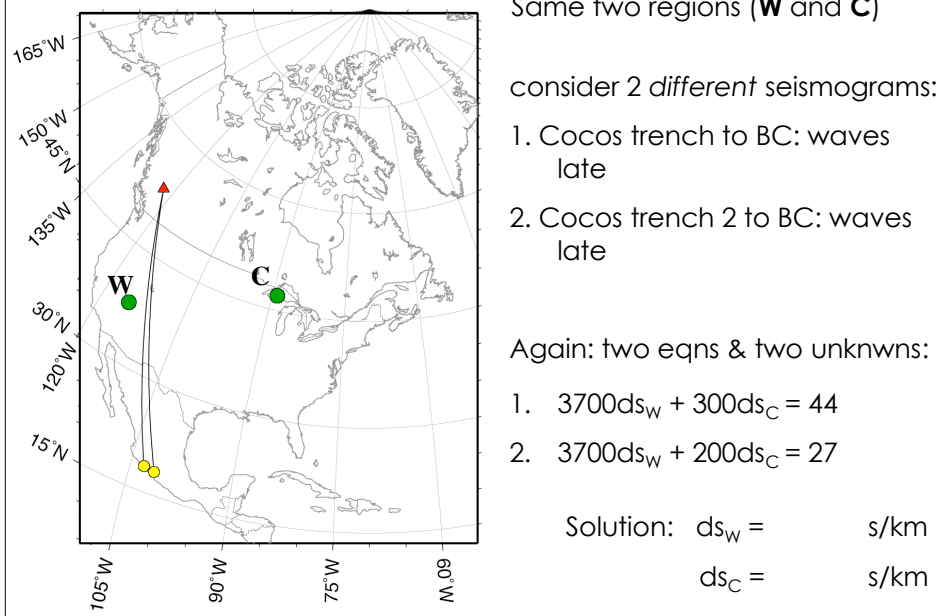 Same two regions (W and C)
consider 2 different seismograms:
1. Cocos trench to BC: waves
late
2. Cocos trench 2 to BC: waves
late
Again: two eqns & two unknwns:
1. 3700ds_W + 300ds_C = 44
2. 3700ds_W + 200ds_C = 27
Solution: ds_W = s/km
ds_C = s/km
165˚W
150˚W
45˚N
135˚W
30˚N
120˚W
15˚N
105˚W
90˚W
75˚W
60˚W
W
C